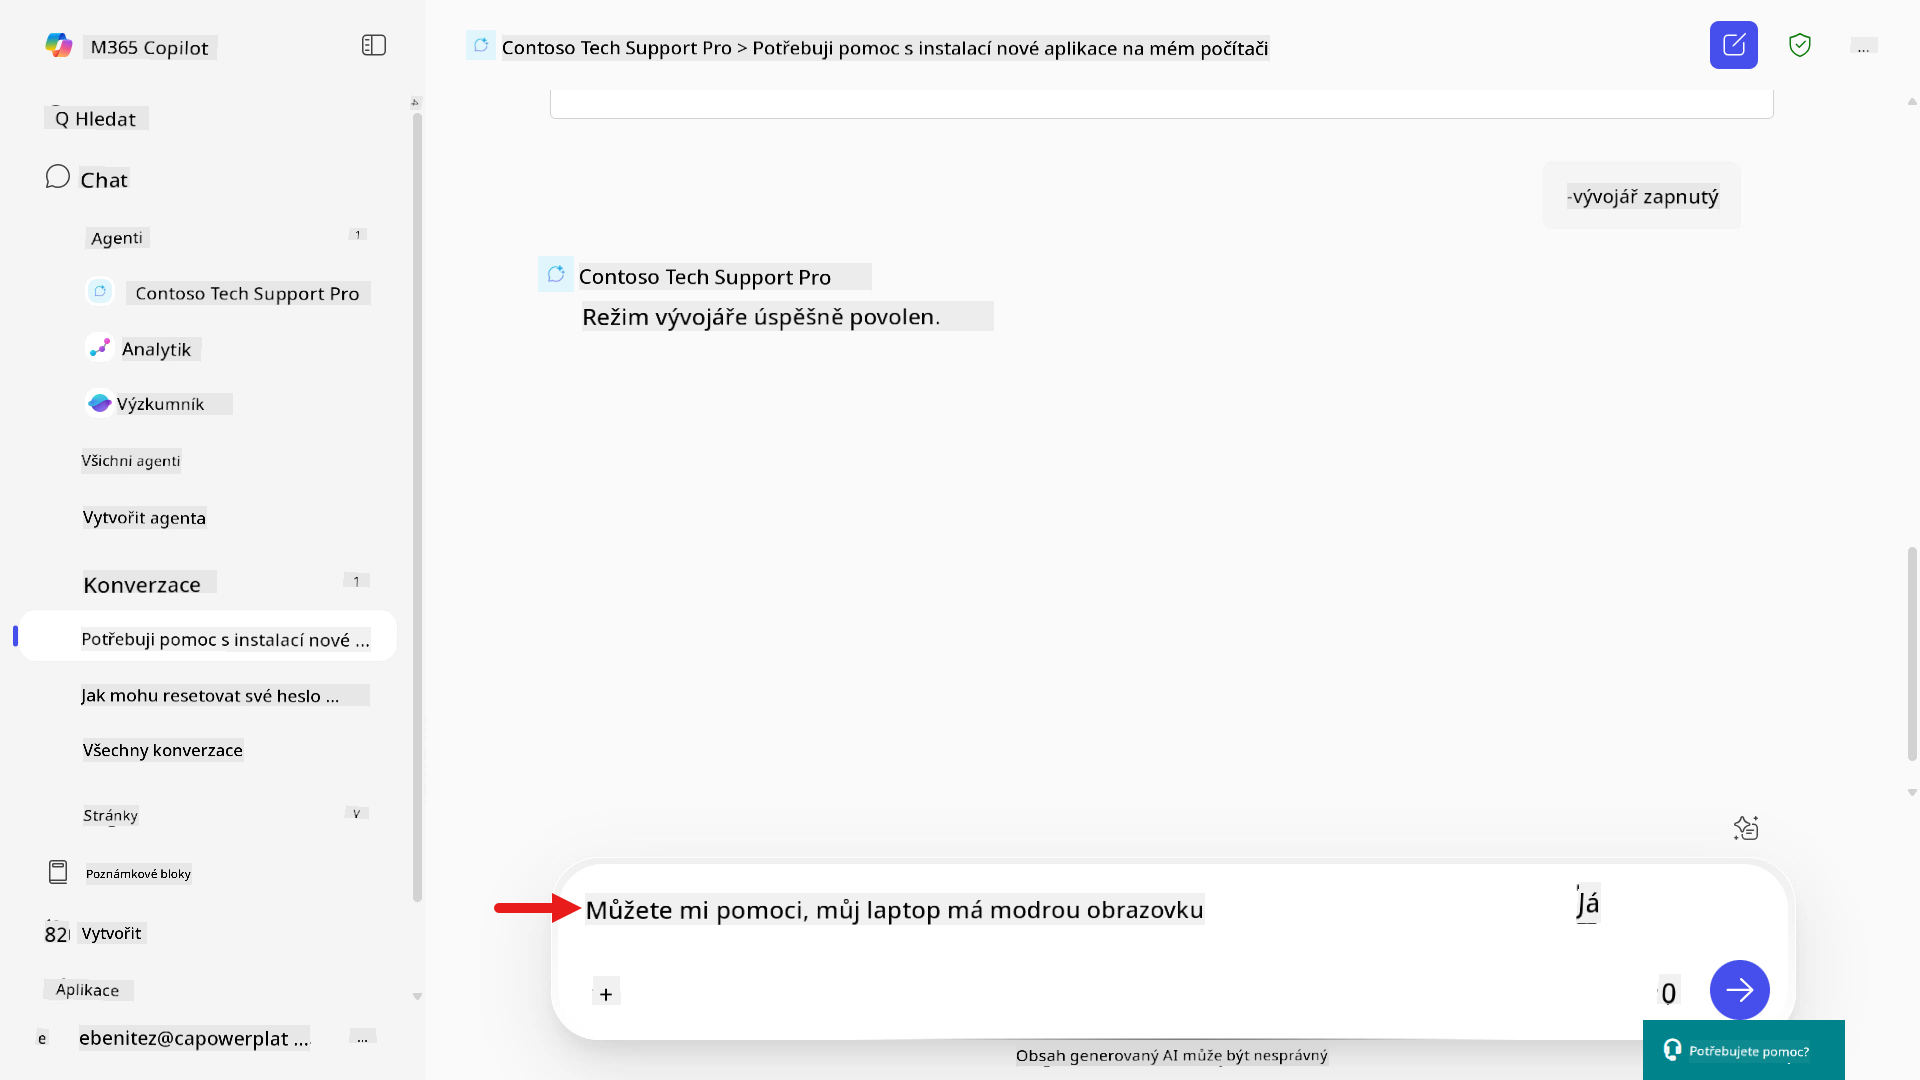 M365 Copilot
Q Hledat
Chat
Agenti
1
Contoso Tech Support Pro
Analytik
Výzkumník
Všichni agenti
Vytvořit agenta
Konverzace
1
Potřebuji pomoc s instalací nové ...
Jak mohu resetovat své heslo ...
Všechny konverzace
Stránky
Poznámkové bloky
82
Vytvořit
Aplikace
e
ebenitez@capowerplat ...
...
Contoso Tech Support Pro > Potřebuji pomoc s instalací nové aplikace na mém počítači
...
-vývojář zapnutý
Contoso Tech Support Pro
Režim vývojáře úspěšně povolen.
Můžete mi pomoci, můj laptop má modrou obrazovku
Já
+
0
Obsah generovaný AI může být nesprávný
Potřebujete pomoc?